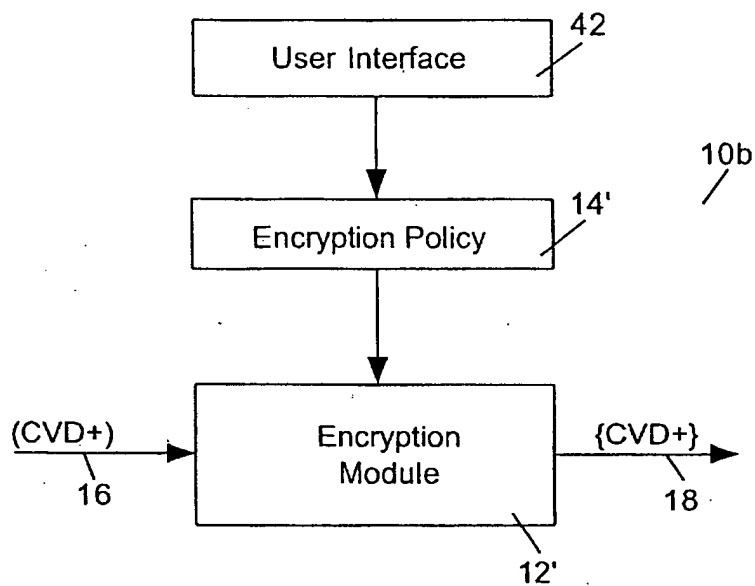 42
User Interface
10b
14'
Encryption Policy
(CVD+)
16
Encryption
Module
{CVD+}
18
12'